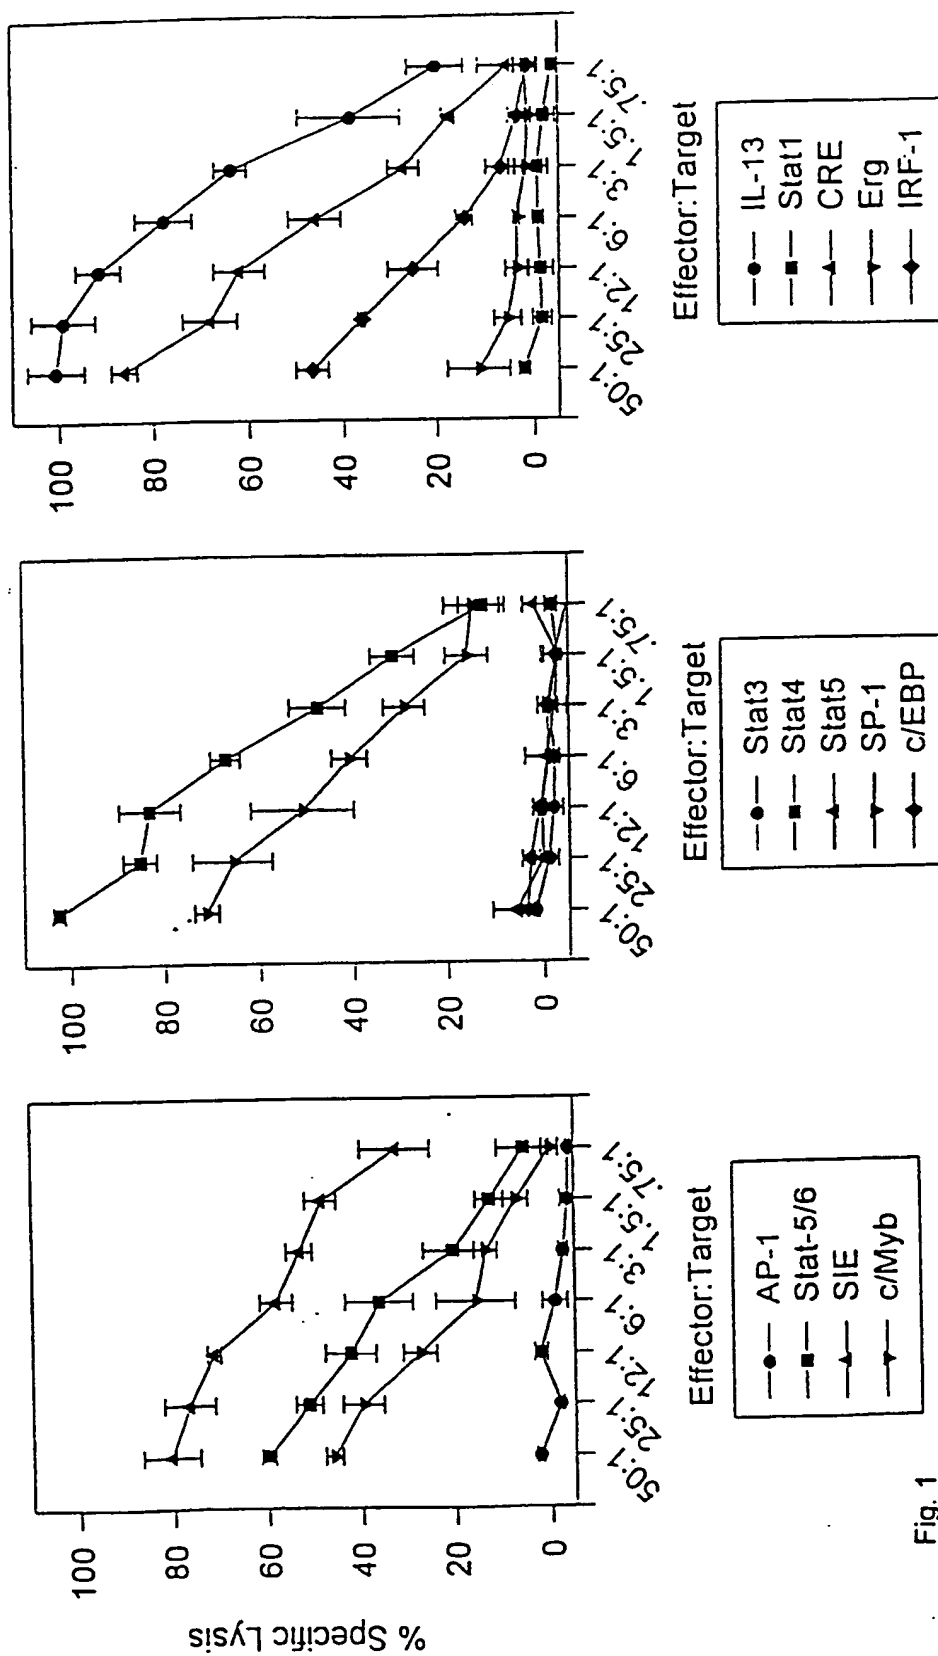 % Specific Lysis
100
80
60
40
20
0
50:1
25:1
12:1
6:1
3:1
1.5:1
.75:1
Effector:Target
AP-1
Stat-5/6
SIE
c/Myb
100
80
60
40
20
0
50:1
25:1
12:1
6:1
3:1
1.5:1
.75:1
Effector:Target
Stat3
Stat4
Stat5
SP-1
c/EBP
100
80
60
40
20
0
50:1
25:1
12:1
6:1
3:1
1.5:1
.75:1
Effector:Target
IL-13
Stat1
CRE
Erg
IRF-1
Fig. 1